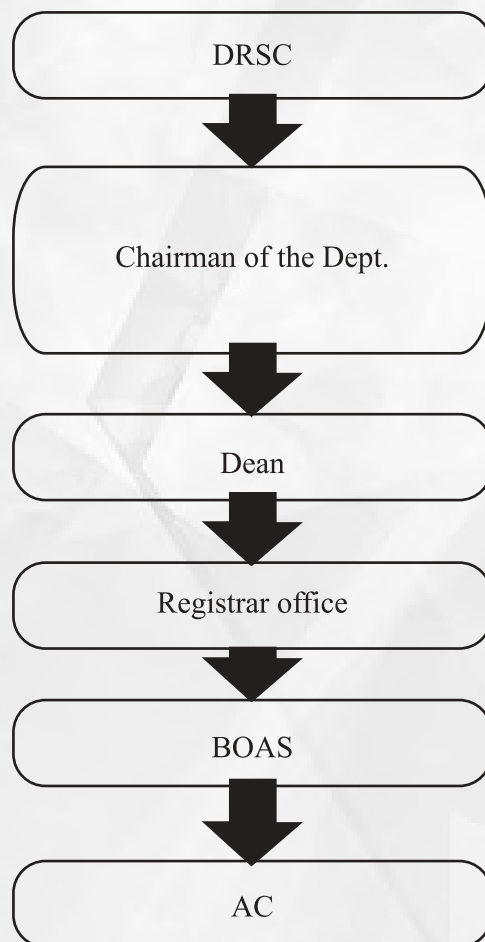 DRSC
Chairman of the Dept.
Dean
Registrar office
BOAS
AC